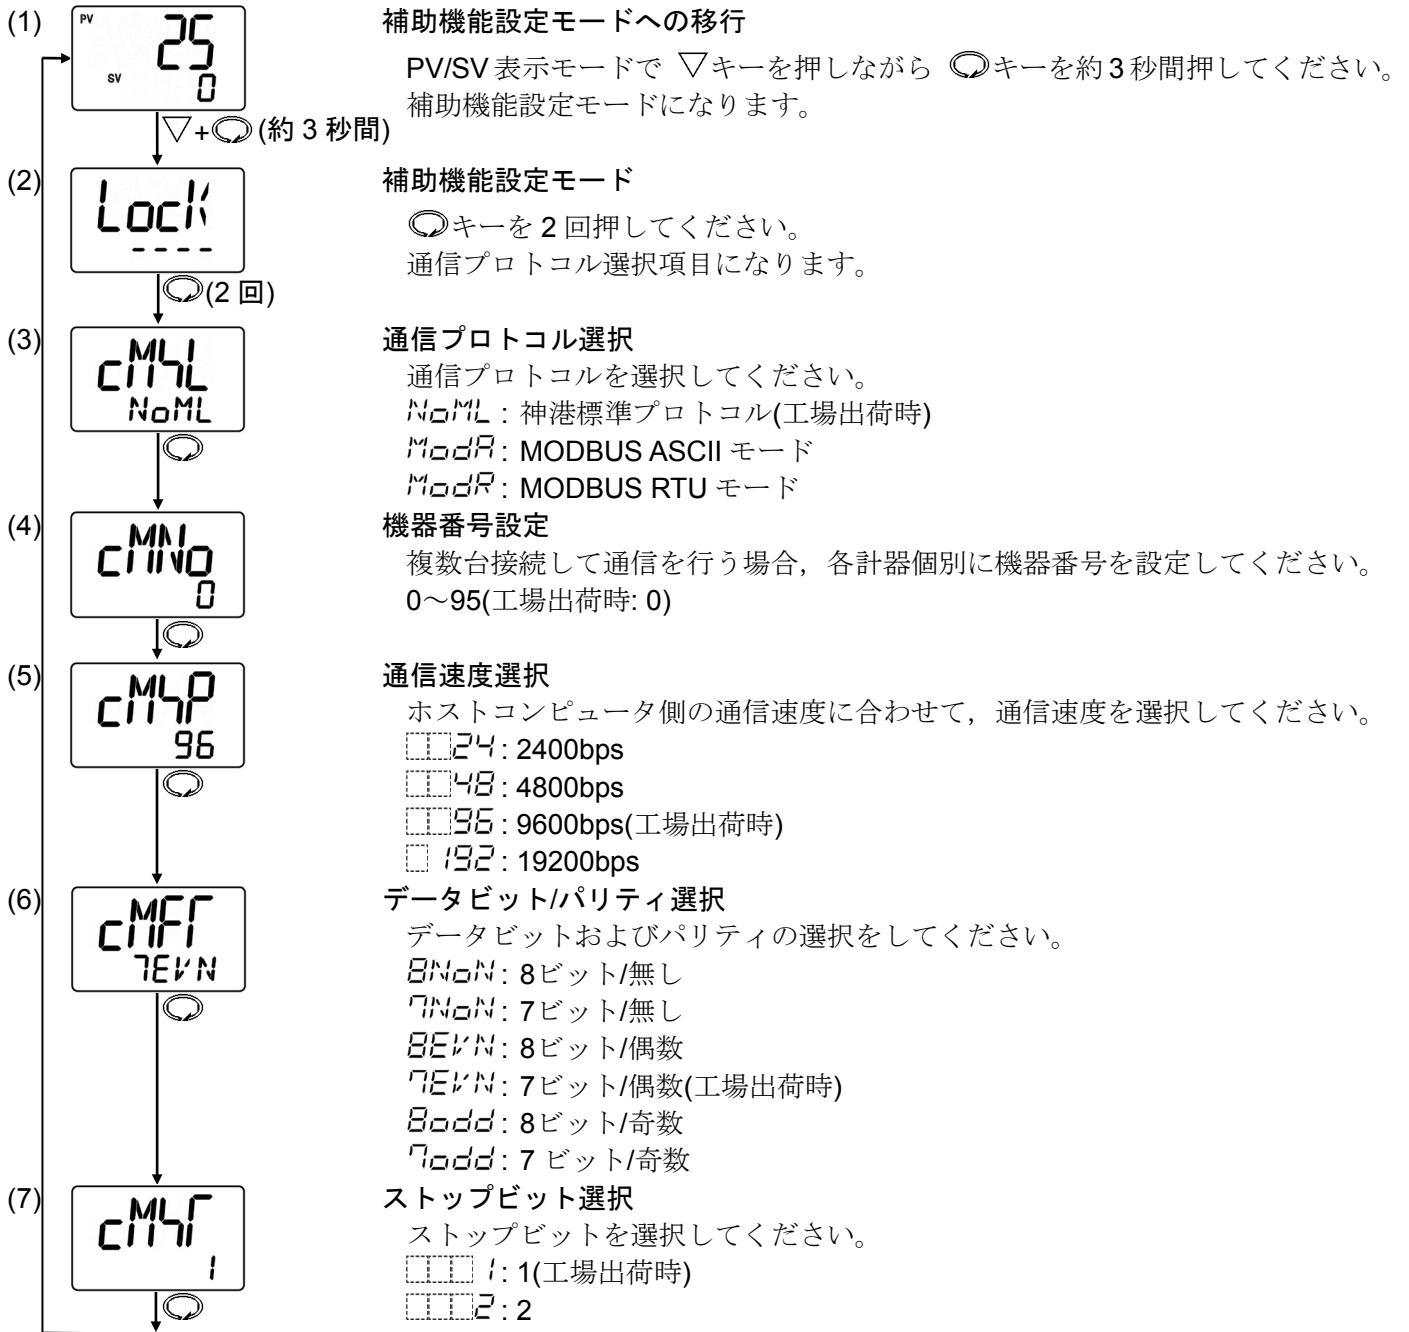 (1)
PV
25
SV
0
補助機能設定モードへの移行
PV/SV 表示モードで ▽キーを押しながら キーを約 3 秒間押してください。
補助機能設定モードになります。
▽+ (約 3 秒間)
(2)
Lock
----
補助機能設定モード
キーを 2 回押してください。
通信プロトコル選択項目になります。
(2 回)
(3)
cM4L
NoML
通信プロトコル選択
通信プロトコルを選択してください。
NoML : 神港標準プロトコル(工場出荷時)
ModA : MODBUS ASCII モード
ModR : MODBUS RTU モード
(4)
cMNo
0
機器番号設定
複数台接続して通信を行う場合，各計器個別に機器番号を設定してください。
0～95(工場出荷時: 0)
(5)
cM4P
96
通信速度選択
ホストコンピュータ側の通信速度に合わせて，通信速度を選択してください。
24 : 2400bps
48 : 4800bps
96 : 9600bps(工場出荷時)
192 : 19200bps
(6)
cMFT
7EVN
データビット/パリティ選択
データビットおよびパリティの選択をしてください。
8NoN : 8ビット/無し
7NoN : 7ビット/無し
8EVN : 8ビット/偶数
7EVN : 7ビット/偶数(工場出荷時)
8odd : 8ビット/奇数
7odd : 7 ビット/奇数
(7)
cM4T
1
ストップビット選択
ストップビットを選択してください。
1 : 1(工場出荷時)
2 : 2